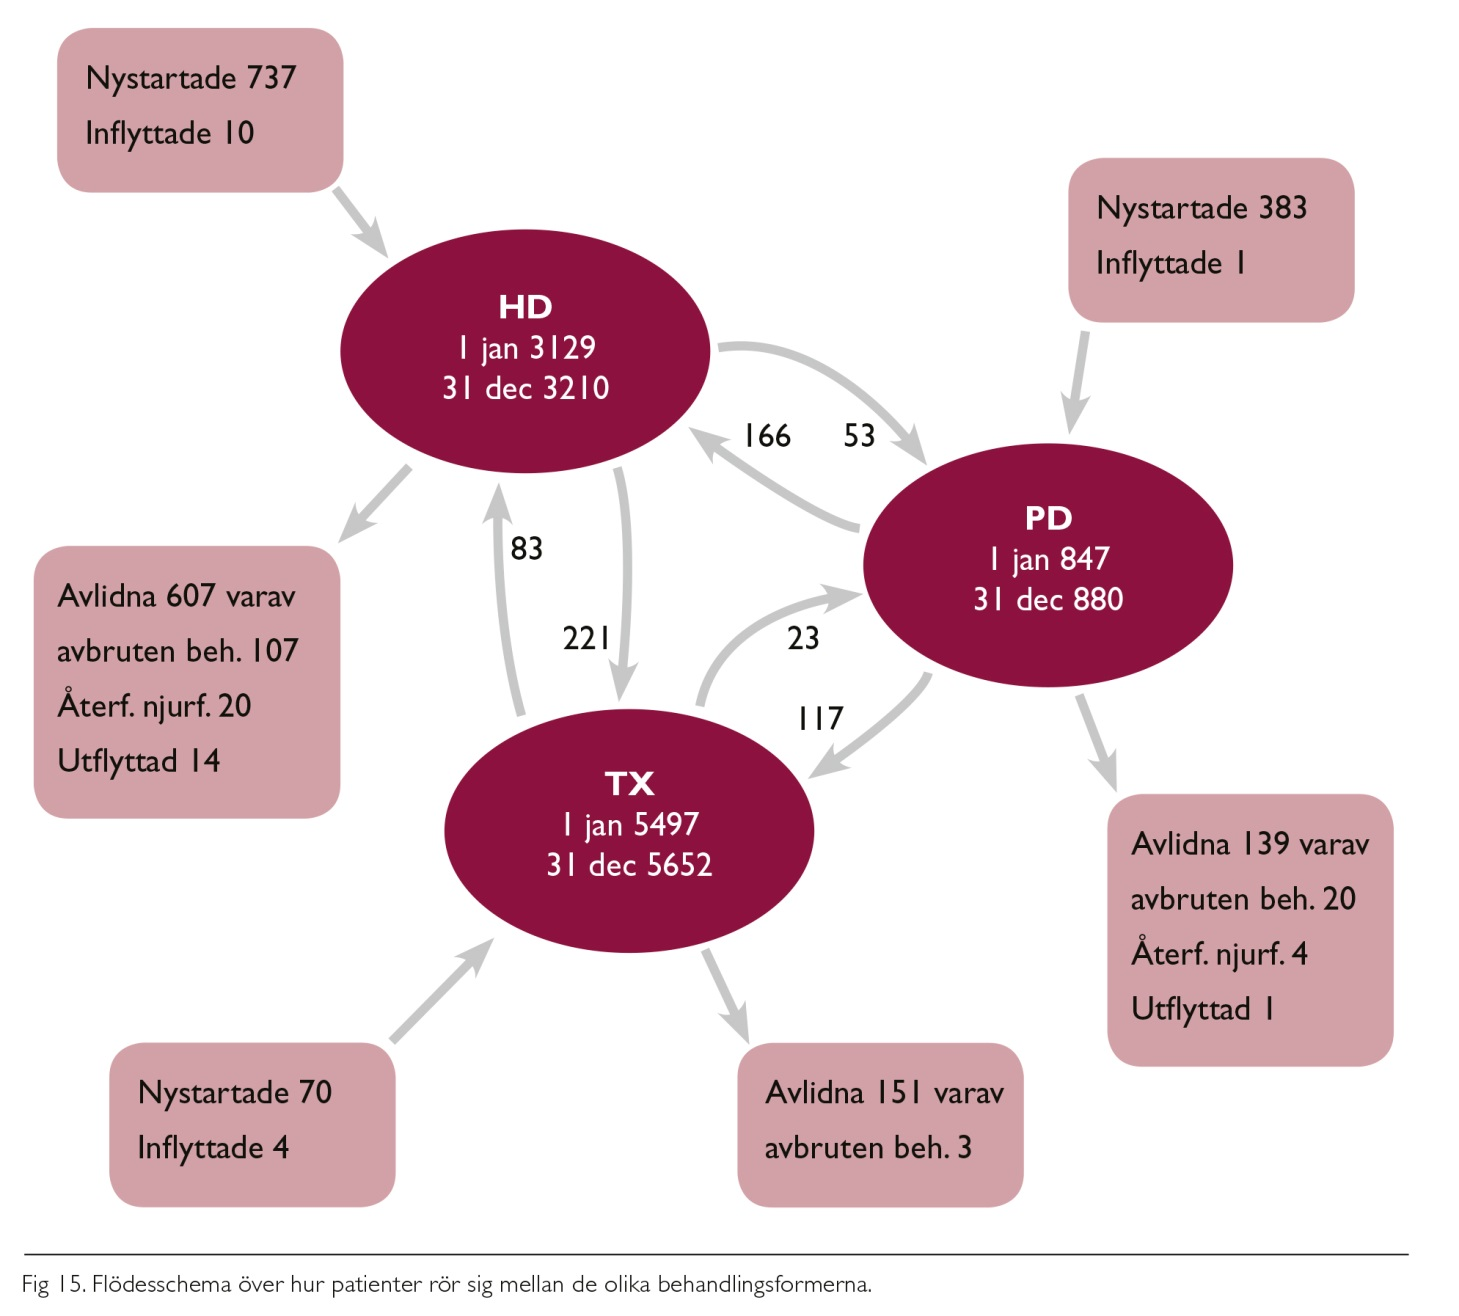 Nystartade 737
Inflyttade 10
Nystartade 383
Inflyttade 1
HD
1 jan 3129
31 dec 3210
166
53
PD
1 jan 847
31 dec 880
83
221
23
117
Avlidna 607 varav
avbruten beh. 107
Återf. njurf. 20
Utflyttad 14
TX
1 jan 5497
31 dec 5652
Avlidna 139 varav
avbruten beh. 20
Återf. njurf. 4
Utflyttad 1
Nystartade 70
Inflyttade 4
Avlidna 151 varav
avbruten beh. 3
Fig 15. Flödesschema över hur patienter rör sig mellan de olika behandlingsformerna.